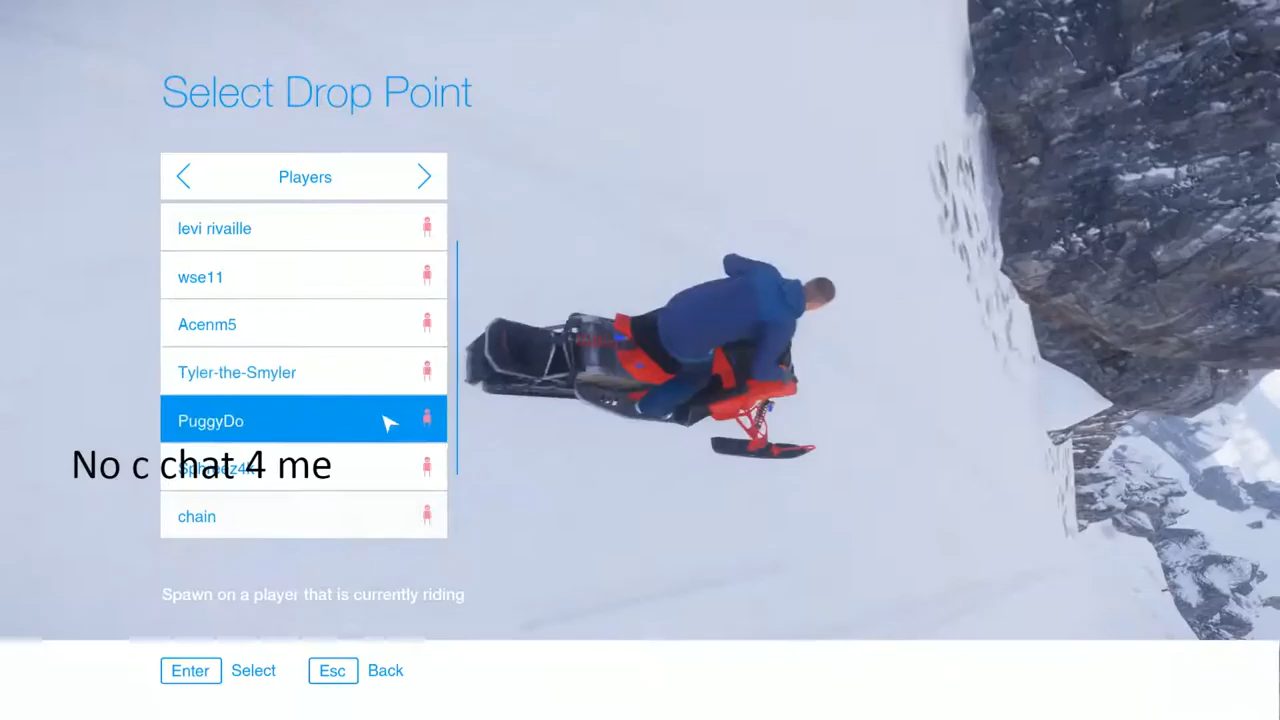 Select Drop Point
Players
levi rivaille
wse11
Acenm5
Tyler-the-Smyler
PuggyDo
No c chat 4 me
chain
Spawn on a player that is currently riding
Enter Select Esc Back